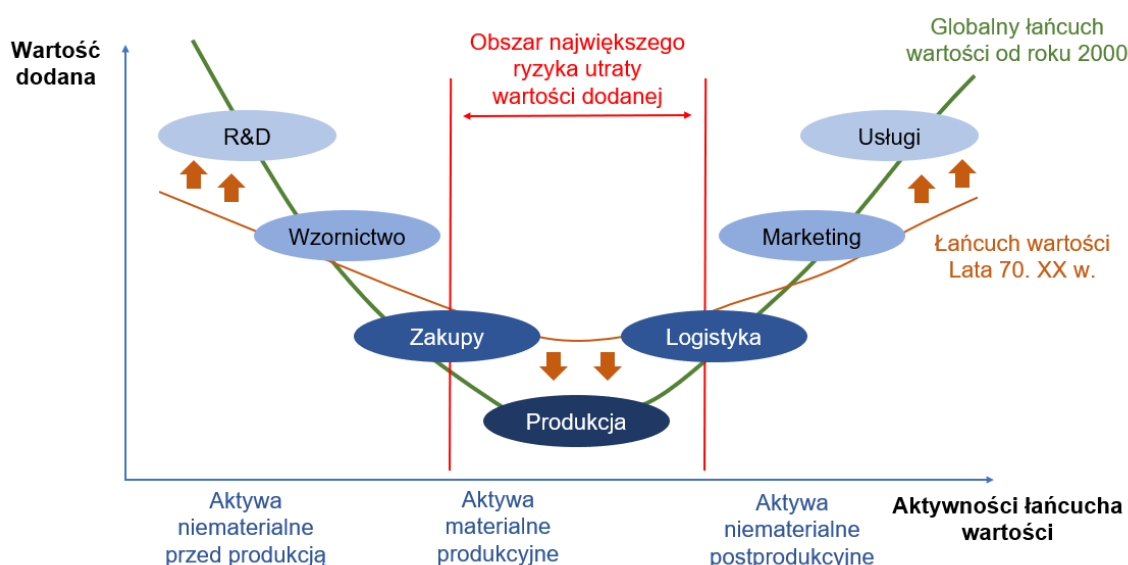 Wartość
dodana
Obszar największego
ryzyka utraty
wartości dodanej
Globalny łańcuch
wartości od roku 2000
R&D
Usługi
Wzornictwo
Marketing
Łańcuch wartości
Lata 70. XX w.
Zakupy
Logistyka
Produkcja
Aktywa
niematerialne
przed produkcją
Aktywa
materialne
produkcyjne
Aktywa
niematerialne
postprodukcyjne
Aktywności łańcucha
wartości